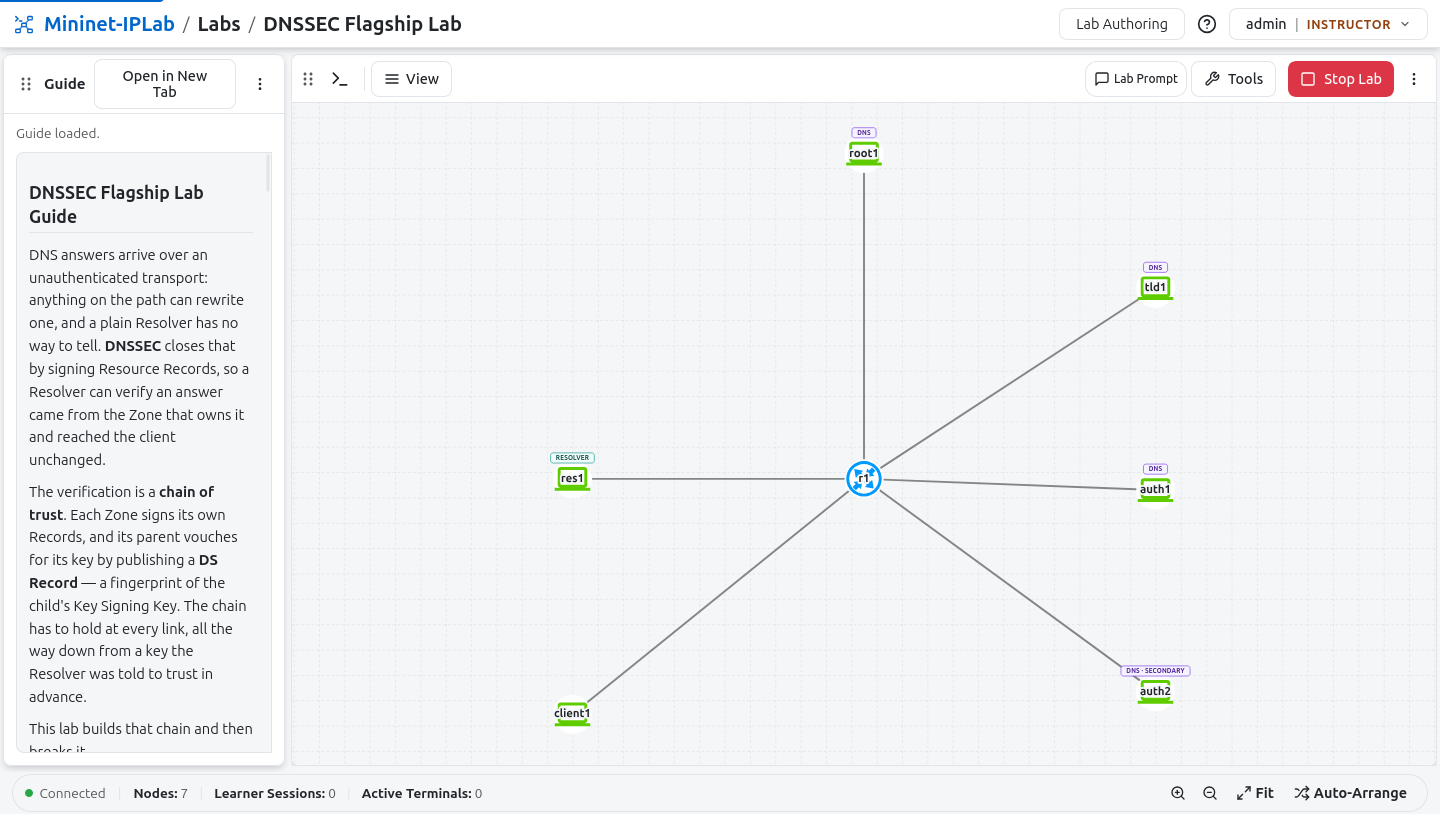 Mininet-IPLab / Labs / DNSSEC Flagship Lab
Lab Authoring
admin | INSTRUCTOR
Guide
Open in New
Tab
View
Lab Prompt
Tools
Stop Lab
Guide loaded.
DNSSEC Flagship Lab
Guide
DNS answers arrive over an
unauthenticated transport:
anything on the path can rewrite
one, and a plain Resolver has no
way to tell. DNSSEC closes that
by signing Resource Records, so a
Resolver can verify an answer
came from the Zone that owns it
and reached the client
unchanged.
The verification is a chain of
trust. Each Zone signs its own
Records, and its parent vouches
for its key by publishing a DS
Record — a fingerprint of the
child's Key Signing Key. The chain
has to hold at every link, all the
way down from a key the
Resolver was told to trust in
advance.
This lab builds that chain and then
breaks it.
DNS
root1
DNS
tld1
RESOLVER
res1
r1
DNS
auth1
DNS · SECONDARY
auth2
client1
Connected
Nodes: 7
Learner Sessions: 0
Active Terminals: 0
Fit
Auto-Arrange